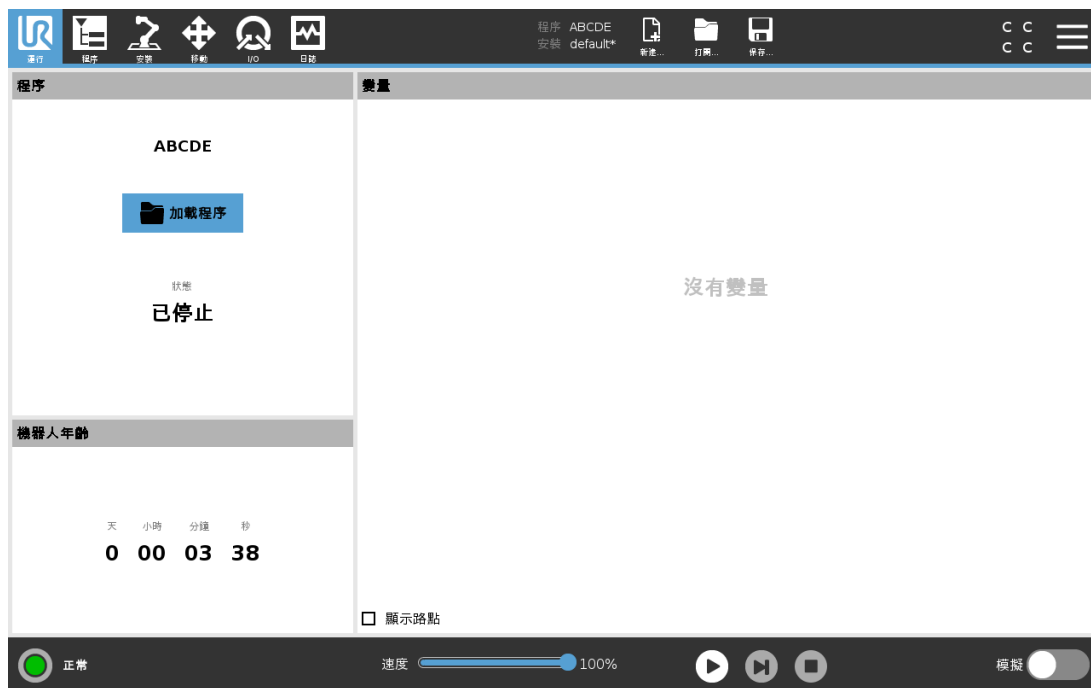 UR
運行
程序
安裝
移動
I/O
日誌
程序 ABCDE
安裝 default*
新建...
打開...
保存...
C C
C C
程序
變量
ABCDE
加載程序
狀態
已停止
沒有變量
機器人年齡
天 小時 分鐘 秒
0 00 03 38
顯示路點
正常
速度 100%
模擬